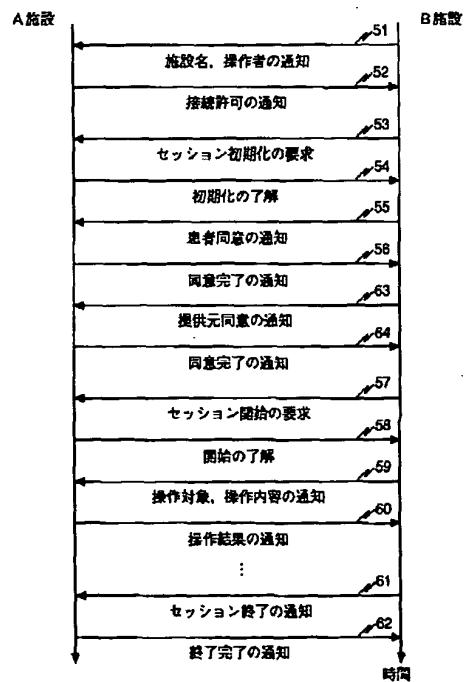 A施設
B施設
51
施設名，操作者の通知
52
接続許可の通知
53
セッション初期化の要求
54
初期化の了解
55
患者同意の通知
56
同意完了の通知
63
提供元同意の通知
64
同意完了の通知
57
セッション開始の要求
58
開始の了解
59
操作対象，操作内容の通知
60
操作結果の通知
⋮
61
セッション終了の通知
62
終了完了の通知
時間